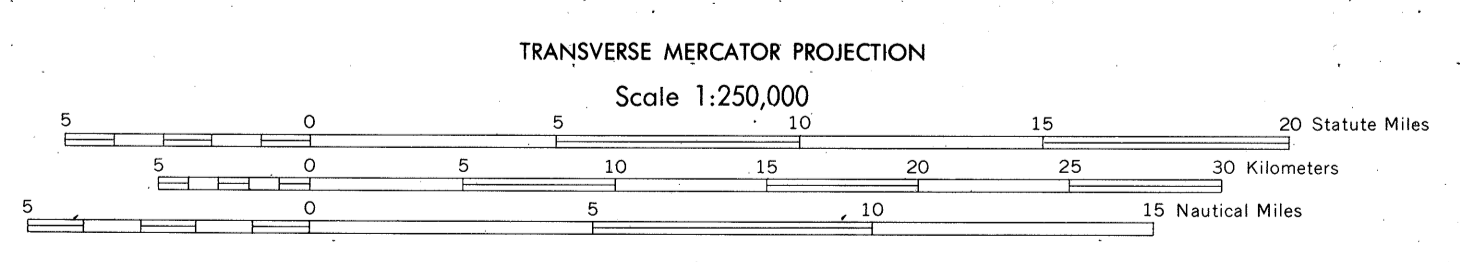 TRANSVERSE MERCATOR PROJECTION
Scale 1:250,000
5 0 5 10 15 20 Statute Miles
5 0 5 10 15 20 25 30 Kilometers
5 0 5 10 15 Nautical Miles